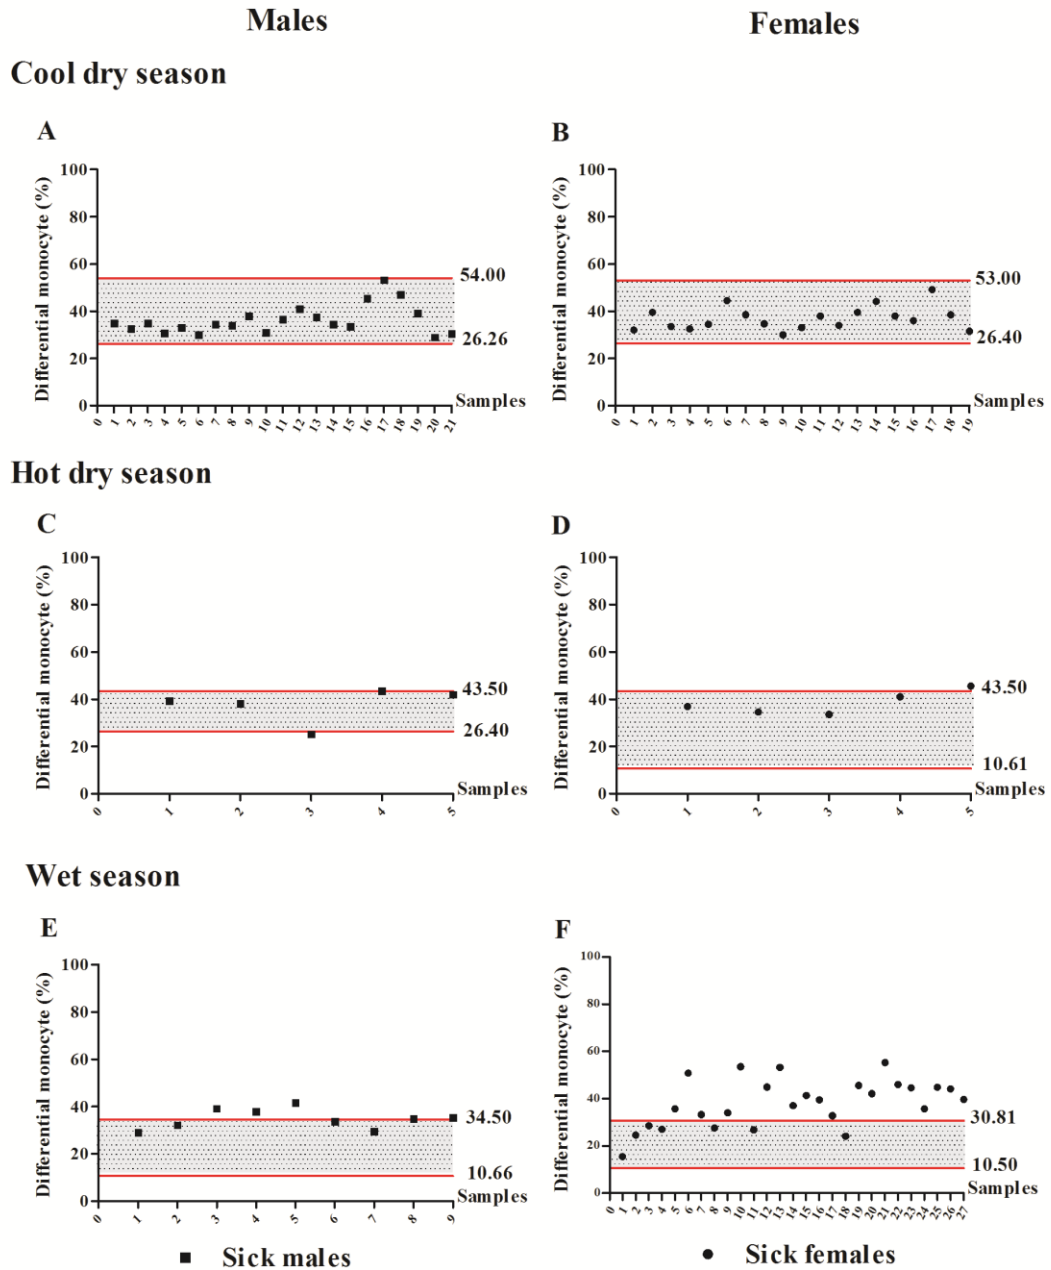 Males
Females
Cool dry season
A
Differential monocyte (%)
100
80
60
40
20
0
54.00
26.26
Samples
0 1 2 3 4 5 6 7 8 9 10 11 12 13 14 15 16 17 18 19 20 21
B
Differential monocyte (%)
100
80
60
40
20
0
53.00
26.40
Samples
0 1 2 3 4 5 6 7 8 9 10 11 12 13 14 15 16 17 18 19
Hot dry season
C
Differential monocyte (%)
100
80
60
40
20
0
43.50
26.40
Samples
0 1 2 3 4 5
D
Differential monocyte (%)
100
80
60
40
20
0
43.50
10.61
Samples
0 1 2 3 4 5
Wet season
E
Differential monocyte (%)
100
80
60
40
20
0
34.50
10.66
Samples
0 1 2 3 4 5 6 7 8 9
Sick males
F
Differential monocyte (%)
100
80
60
40
20
0
30.81
10.50
Samples
0 1 2 3 4 5 6 7 8 9 10 11 12 13 14 15 16 17 18 19 20 21 22 23 24 25 26 27
Sick females